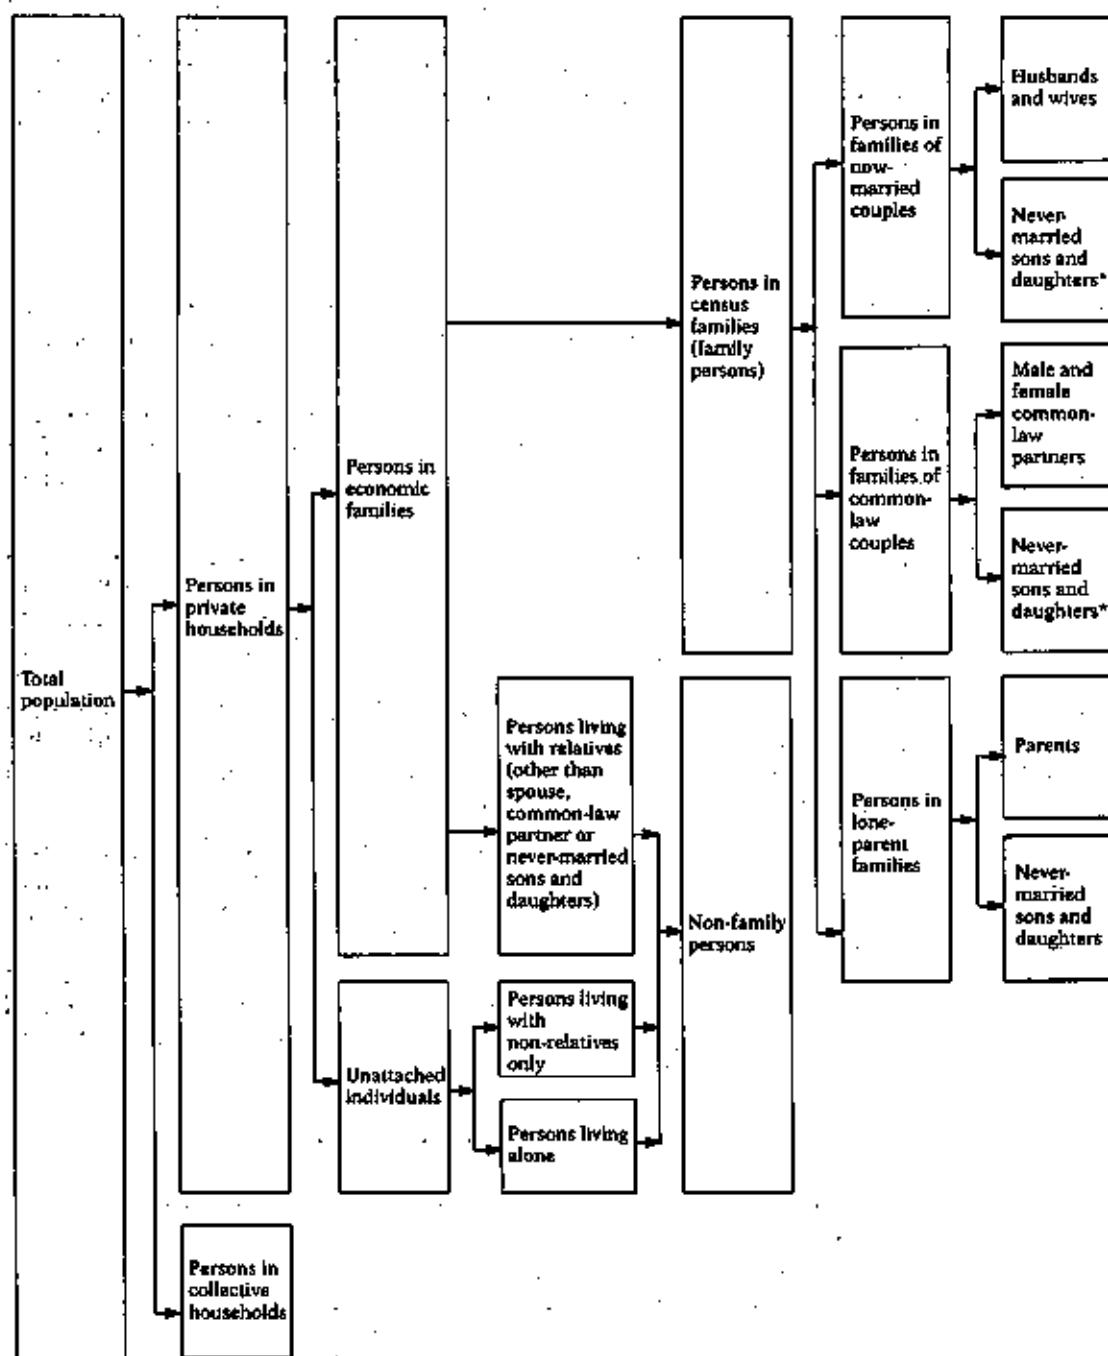 Total
population
Persons in
private
households
Persons in
collective
households
Persons in
economic
families
Unattached
individuals
Persons living
with relatives
(other than
spouse,
common-law
partner or
never-married
sons and
daughters)
Persons living
with
non-relatives
only
Persons living
alone
Persons in
census
families
(family
persons)
Non-family
persons
Persons in
families of
now-
married
couples
Persons in
families of
common-
law
couples
Persons in
lone-
parent
families
Husbands
and wives
Never-
married
sons and
daughters*
Male and
female
common-
law
partners
Never-
married
sons and
daughters*
Parents
Never-
married
sons and
daughters